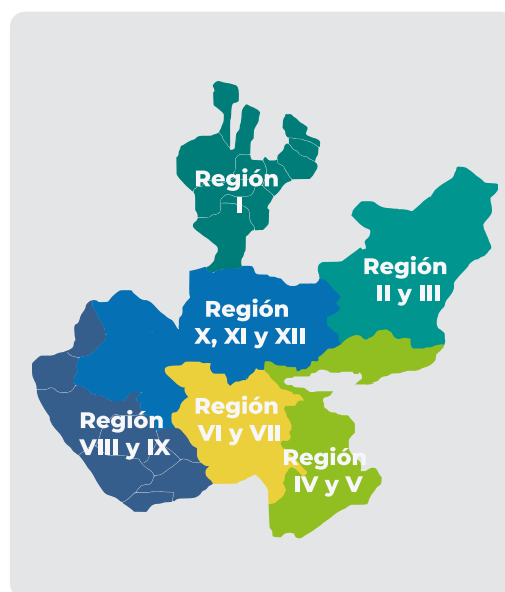 Región
I
Región
II y III
Región
X, XI y XII
Región
VI y VII
Región
VIII y IX
Región
IV y V